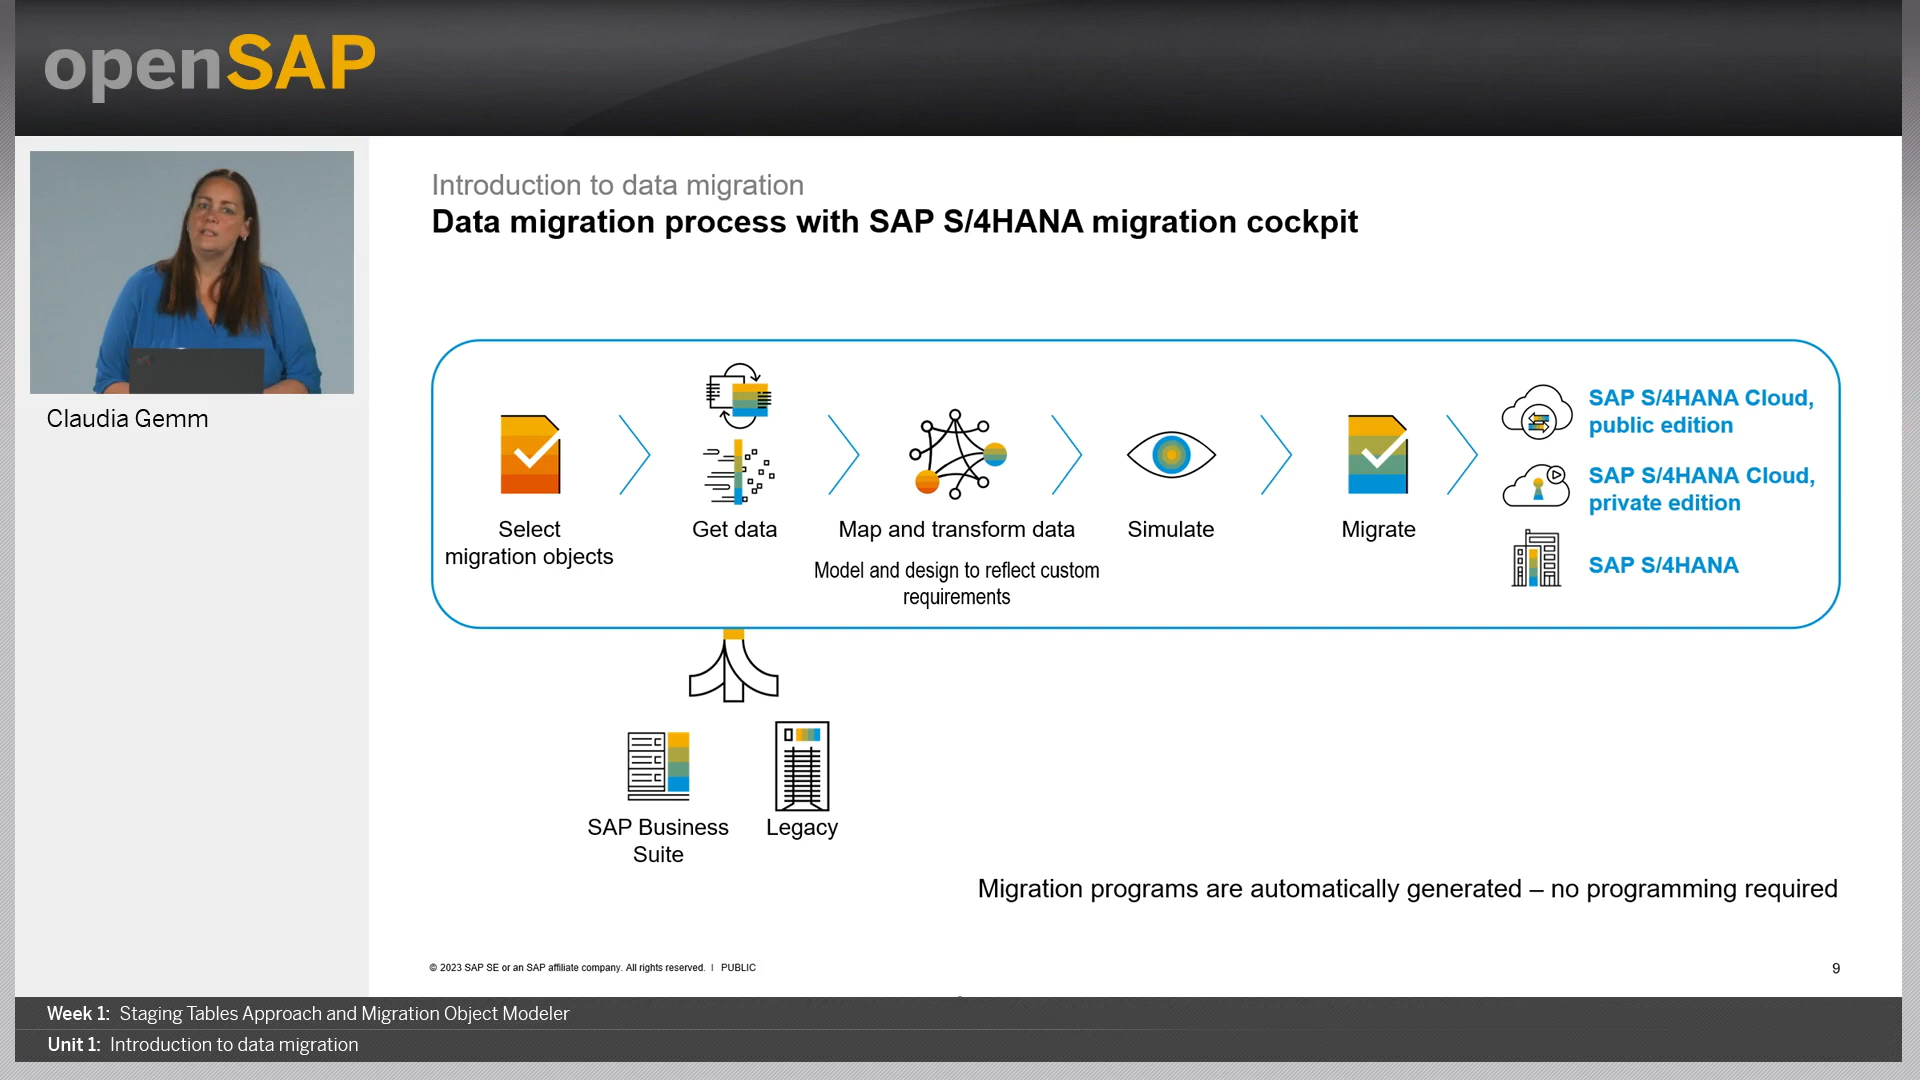 openSAP
Claudia Gemm
Introduction to data migration
Data migration process with SAP S/4HANA migration cockpit
Select
migration objects
Get data
Map and transform data
Model and design to reflect custom
requirements
Simulate
Migrate
SAP S/4HANA Cloud,
public edition
SAP S/4HANA Cloud,
private edition
SAP S/4HANA
SAP Business
Suite
Legacy
Migration programs are automatically generated – no programming required
© 2023 SAP SE or an SAP affiliate company. All rights reserved. I PUBLIC
9
Week 1: Staging Tables Approach and Migration Object Modeler
Unit 1: Introduction to data migration